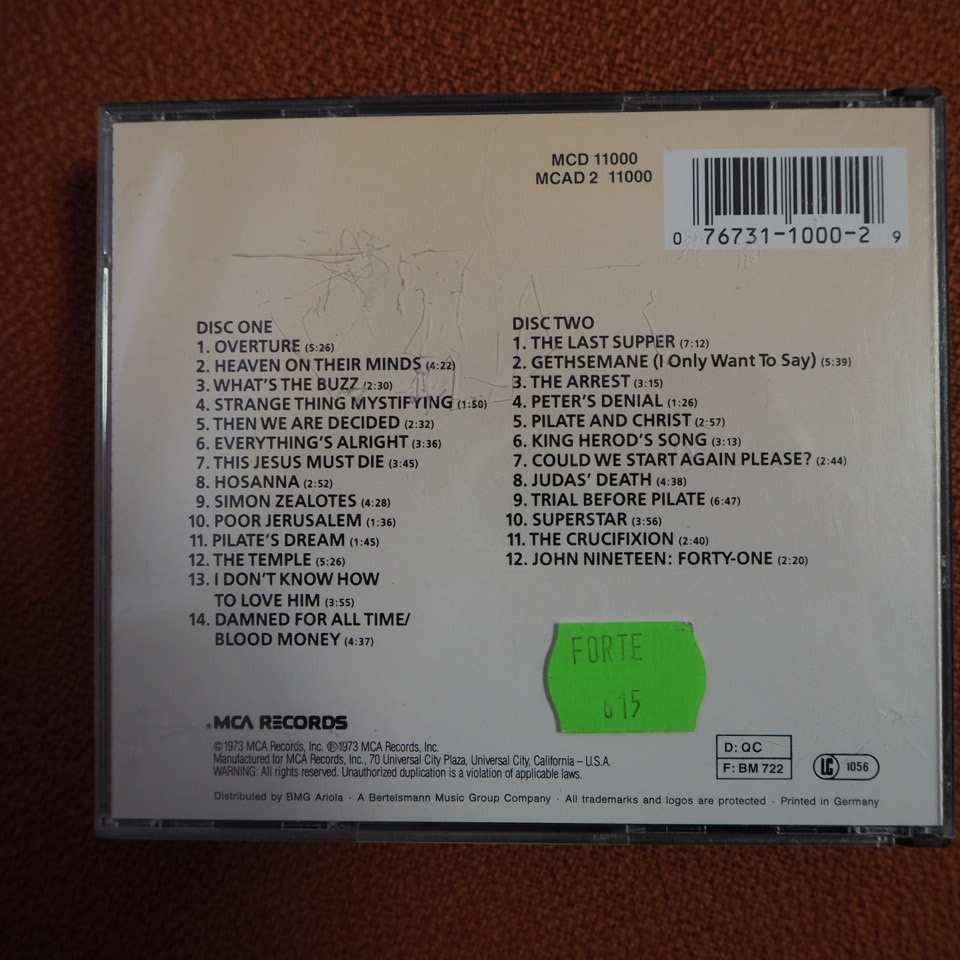 MCD 11000
MCAD 2 11000
0 76731-1000-2 9
DISC ONE
1. OVERTURE (5:26)
2. HEAVEN ON THEIR MINDS (4:22)
3. WHAT'S THE BUZZ (2:30)
4. STRANGE THING MYSTIFYING (1:50)
5. THEN WE ARE DECIDED (2:32)
6. EVERYTHING'S ALRIGHT (3:36)
7. THIS JESUS MUST DIE (3:45)
8. HOSANNA (2:52)
9. SIMON ZEALOTES (4:28)
10. POOR JERUSALEM (1:36)
11. PILATE'S DREAM (1:45)
12. THE TEMPLE (5:26)
13. I DON'T KNOW HOW
TO LOVE HIM (3:55)
14. DAMNED FOR ALL TIME/
BLOOD MONEY (4:37)
DISC TWO
1. THE LAST SUPPER (7:12)
2. GETHSEMANE (I Only Want To Say) (5:39)
3. THE ARREST (3:15)
4. PETER'S DENIAL (1:26)
5. PILATE AND CHRIST (2:57)
6. KING HEROD'S SONG (3:13)
7. COULD WE START AGAIN PLEASE? (2:44)
8. JUDAS' DEATH (4:38)
9. TRIAL BEFORE PILATE (6:47)
10. SUPERSTAR (3:56)
11. THE CRUCIFIXION (2:40)
12. JOHN NINETEEN: FORTY-ONE (2:20)
FORTE
015
MCA RECORDS
© 1973 MCA Records, Inc. ℗ 1973 MCA Records, Inc.
Manufactured for MCA Records, Inc., 70 Universal City Plaza, Universal City, California – U.S.A.
WARNING: All rights reserved. Unauthorized duplication is a violation of applicable laws.
D: QC
F: BM 722
LC 1056
Distributed by BMG Ariola · A Bertelsmann Music Group Company · All trademarks and logos are protected · Printed in Germany